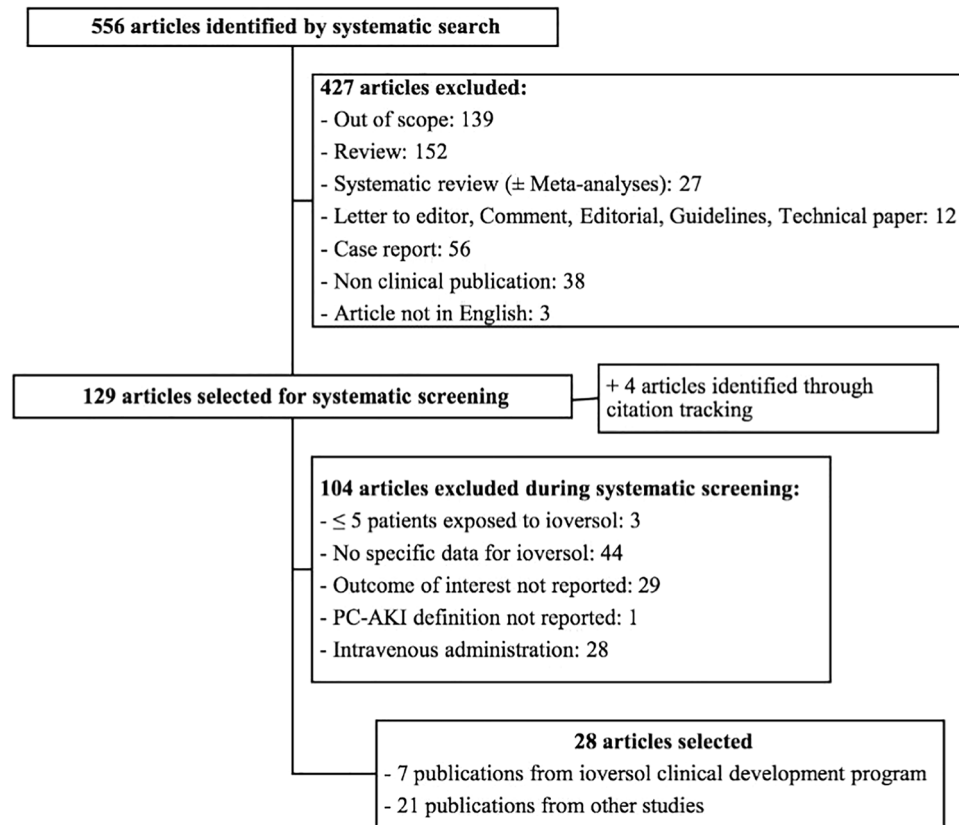 556 articles identified by systematic search
427 articles excluded:
- Out of scope: 139
- Review: 152
- Systematic review (± Meta-analyses): 27
- Letter to editor, Comment, Editorial, Guidelines, Technical paper: 12
- Case report: 56
- Non clinical publication: 38
- Article not in English: 3
129 articles selected for systematic screening
+ 4 articles identified through
citation tracking
104 articles excluded during systematic screening:
- ≤ 5 patients exposed to ioversol: 3
- No specific data for ioversol: 44
- Outcome of interest not reported: 29
- PC-AKI definition not reported: 1
- Intravenous administration: 28
28 articles selected
- 7 publications from ioversol clinical development program
- 21 publications from other studies